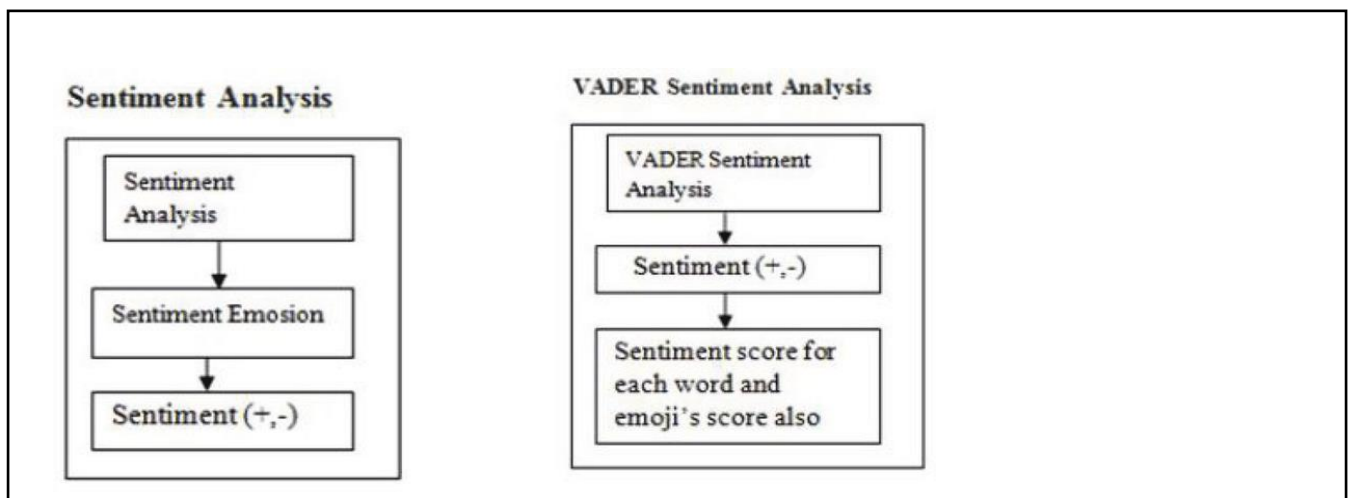 Sentiment Analysis
Sentiment
Analysis
Sentiment Emosion
Sentiment (+,-)
VADER Sentiment Analysis
VADER Sentiment
Analysis
Sentiment (+,-)
Sentiment score for
each word and
emoji's score also